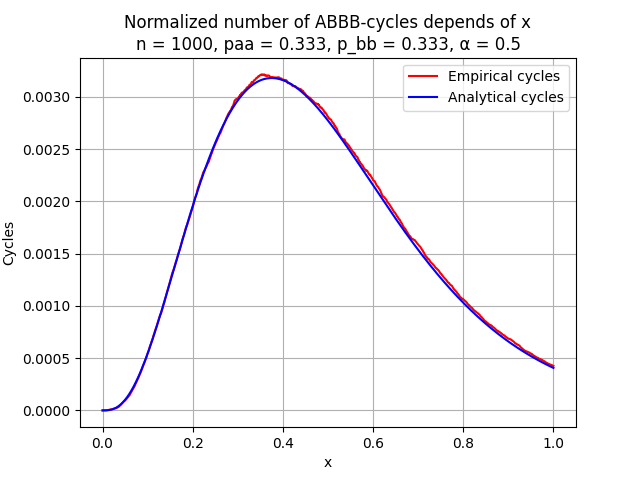 Normalized number of ABBB-cycles depends of x
n = 1000, paa = 0.333, p_bb = 0.333, α = 0.5
Empirical cycles
Analytical cycles
Cycles
0.0030
0.0025
0.0020
0.0015
0.0010
0.0005
0.0000
0.0 0.2 0.4 0.6 0.8 1.0
x